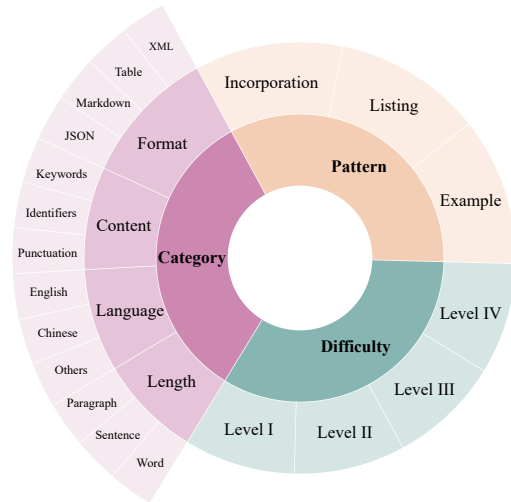 XML
Table
Markdown
JSON
Keywords
Identifiers
Punctuation
English
Chinese
Others
Paragraph
Sentence
Word
Format
Content
Language
Length
Category
Incorporation
Listing
Example
Pattern
Difficulty
Level IV
Level III
Level II
Level I